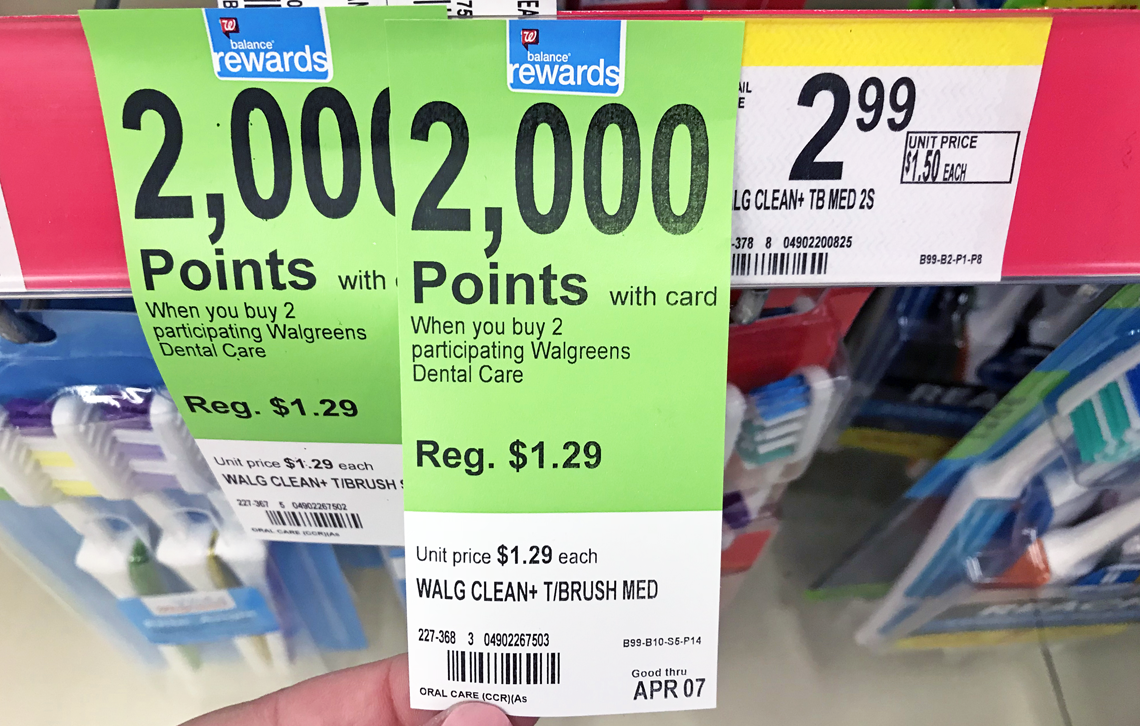 balance®
rewards
2,000
Points with
When you buy 2
participating Walgreens
Dental Care
Reg. $1.29
Unit price $1.29 each
WALG CLEAN+ T/BRUSH
227-367 5 04902267502
ORAL CARE (CCR)(As
balance®
rewards
2,000
Points with card
When you buy 2
participating Walgreens
Dental Care
Reg. $1.29
Unit price $1.29 each
WALG CLEAN+ T/BRUSH MED
227-368 3 04902267503
B99-B10-S5-P14
Good thru
APR 07
ORAL CARE (CCR)(As
2 99
UNIT PRICE
$1.50 EACH
LG CLEAN+ TB MED 2S
-378 8 04902200825
B99-B2-P1-P8
REACH